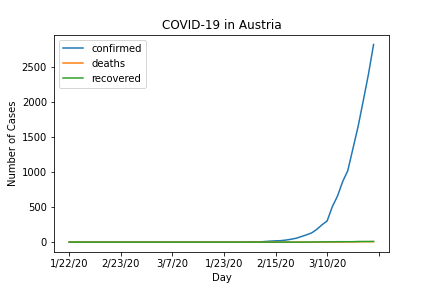 COVID-19 in Austria
confirmed
deaths
recovered
2500
2000
1500
1000
500
0
Number of Cases
1/22/20 2/23/20 3/7/20 1/23/20 2/15/20 3/10/20
Day